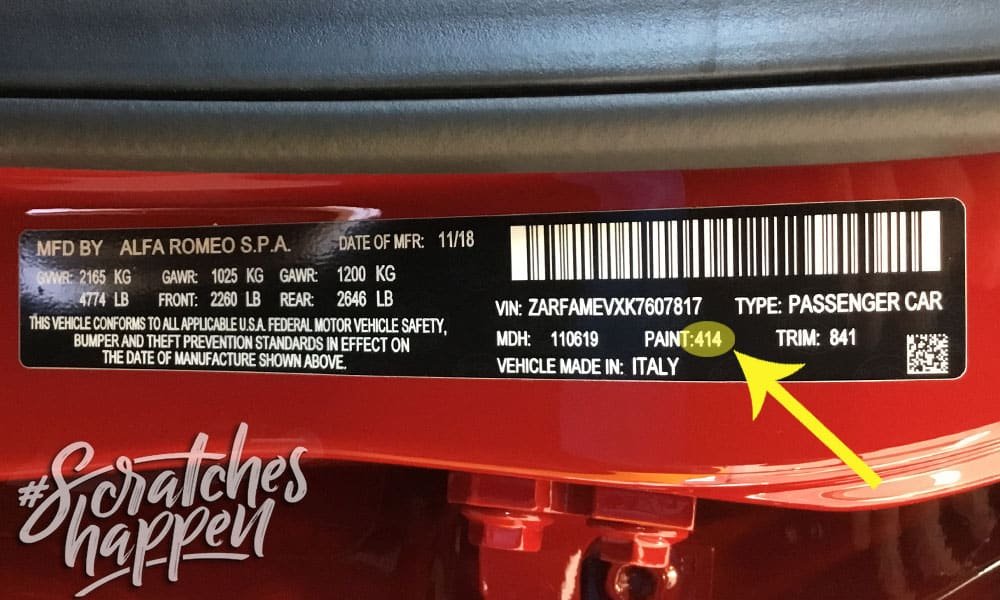 MFD BY ALFA ROMEO S.P.A. DATE OF MFR: 11/18
GVWR: 2165 KG GAWR: 1025 KG GAWR: 1200 KG
4774 LB FRONT: 2260 LB REAR: 2646 LB
THIS VEHICLE CONFORMS TO ALL APPLICABLE U.S.A. FEDERAL MOTOR VEHICLE SAFETY,
BUMPER AND THEFT PREVENTION STANDARDS IN EFFECT ON
THE DATE OF MANUFACTURE SHOWN ABOVE.
VIN: ZARFAMEVXK7607817 TYPE: PASSENGER CAR
MDH: 110619 PAINT:414 TRIM: 841
VEHICLE MADE IN: ITALY
#Scratches
happen